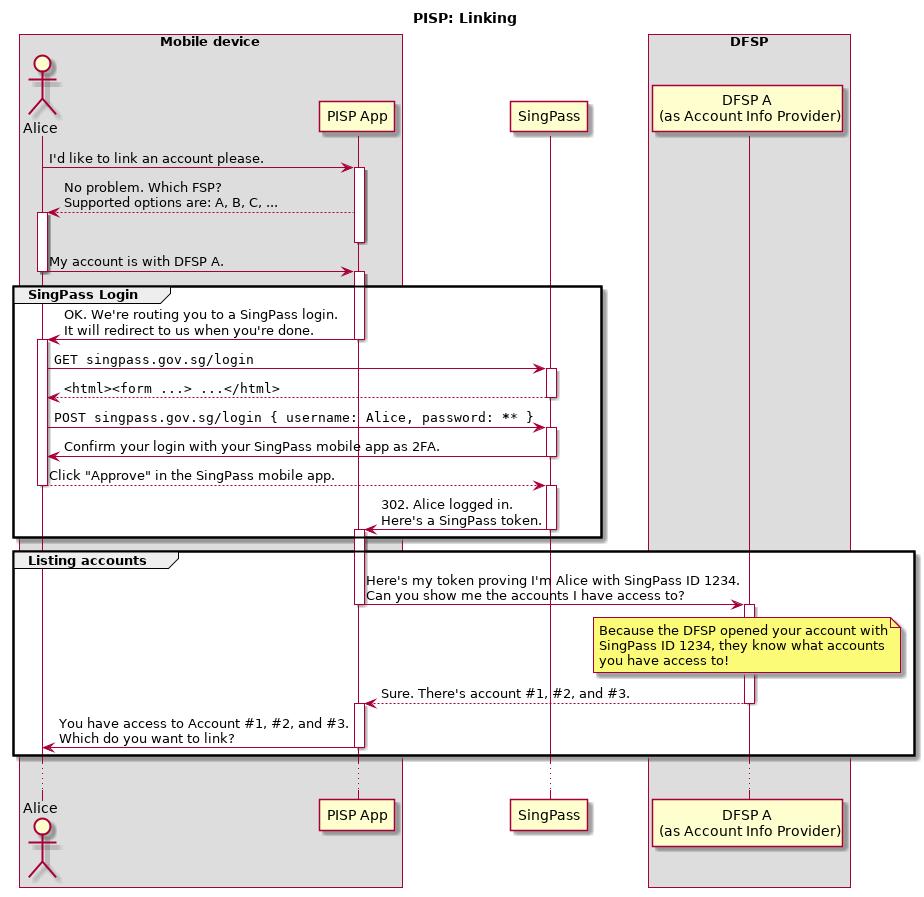 PISP: Linking
Mobile device
DFSP
Alice
PISP App
SingPass
DFSP A
(as Account Info Provider)
I'd like to link an account please.
No problem. Which FSP?
Supported options are: A, B, C, ...
My account is with DFSP A.
SingPass Login
OK. We're routing you to a SingPass login.
It will redirect to us when you're done.
GET singpass.gov.sg/login
<html><form ...> ...</html>
POST singpass.gov.sg/login { username: Alice, password: ** }
Confirm your login with your SingPass mobile app as 2FA.
Click "Approve" in the SingPass mobile app.
302. Alice logged in.
Here's a SingPass token.
Listing accounts
Here's my token proving I'm Alice with SingPass ID 1234.
Can you show me the accounts I have access to?
Because the DFSP opened your account with
SingPass ID 1234, they know what accounts
you have access to!
Sure. There's account #1, #2, and #3.
You have access to Account #1, #2, and #3.
Which do you want to link?
Alice
PISP App
SingPass
DFSP A
(as Account Info Provider)